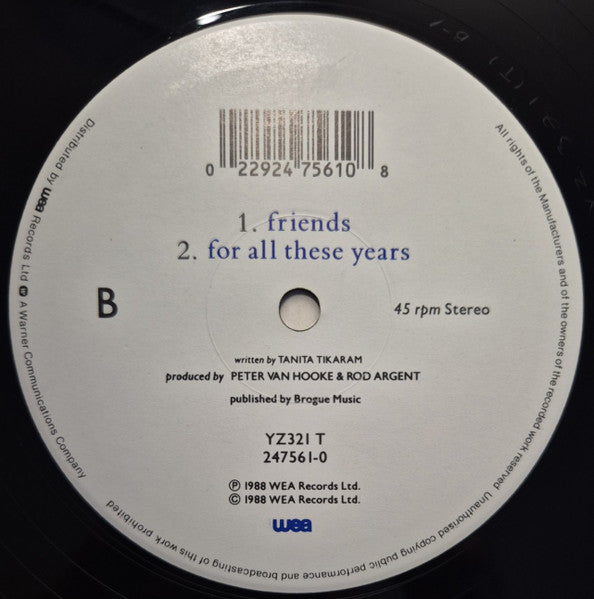 0 22924 75610 8
1. friends
2. for all these years
B
45 rpm Stereo
written by TANITA TIKARAM
produced by PETER VAN HOOKE & ROD ARGENT
published by Brogue Music
YZ321 T
247561-0
Ⓟ 1988 WEA Records Ltd.
© 1988 WEA Records Ltd.
wea
All rights of the Manufacturers and of the owners of the recorded work reserved Unauthorised copying public performance and broadcasting of this work prohibited
Distributed by wea Records Ltd A Warner Communications Company